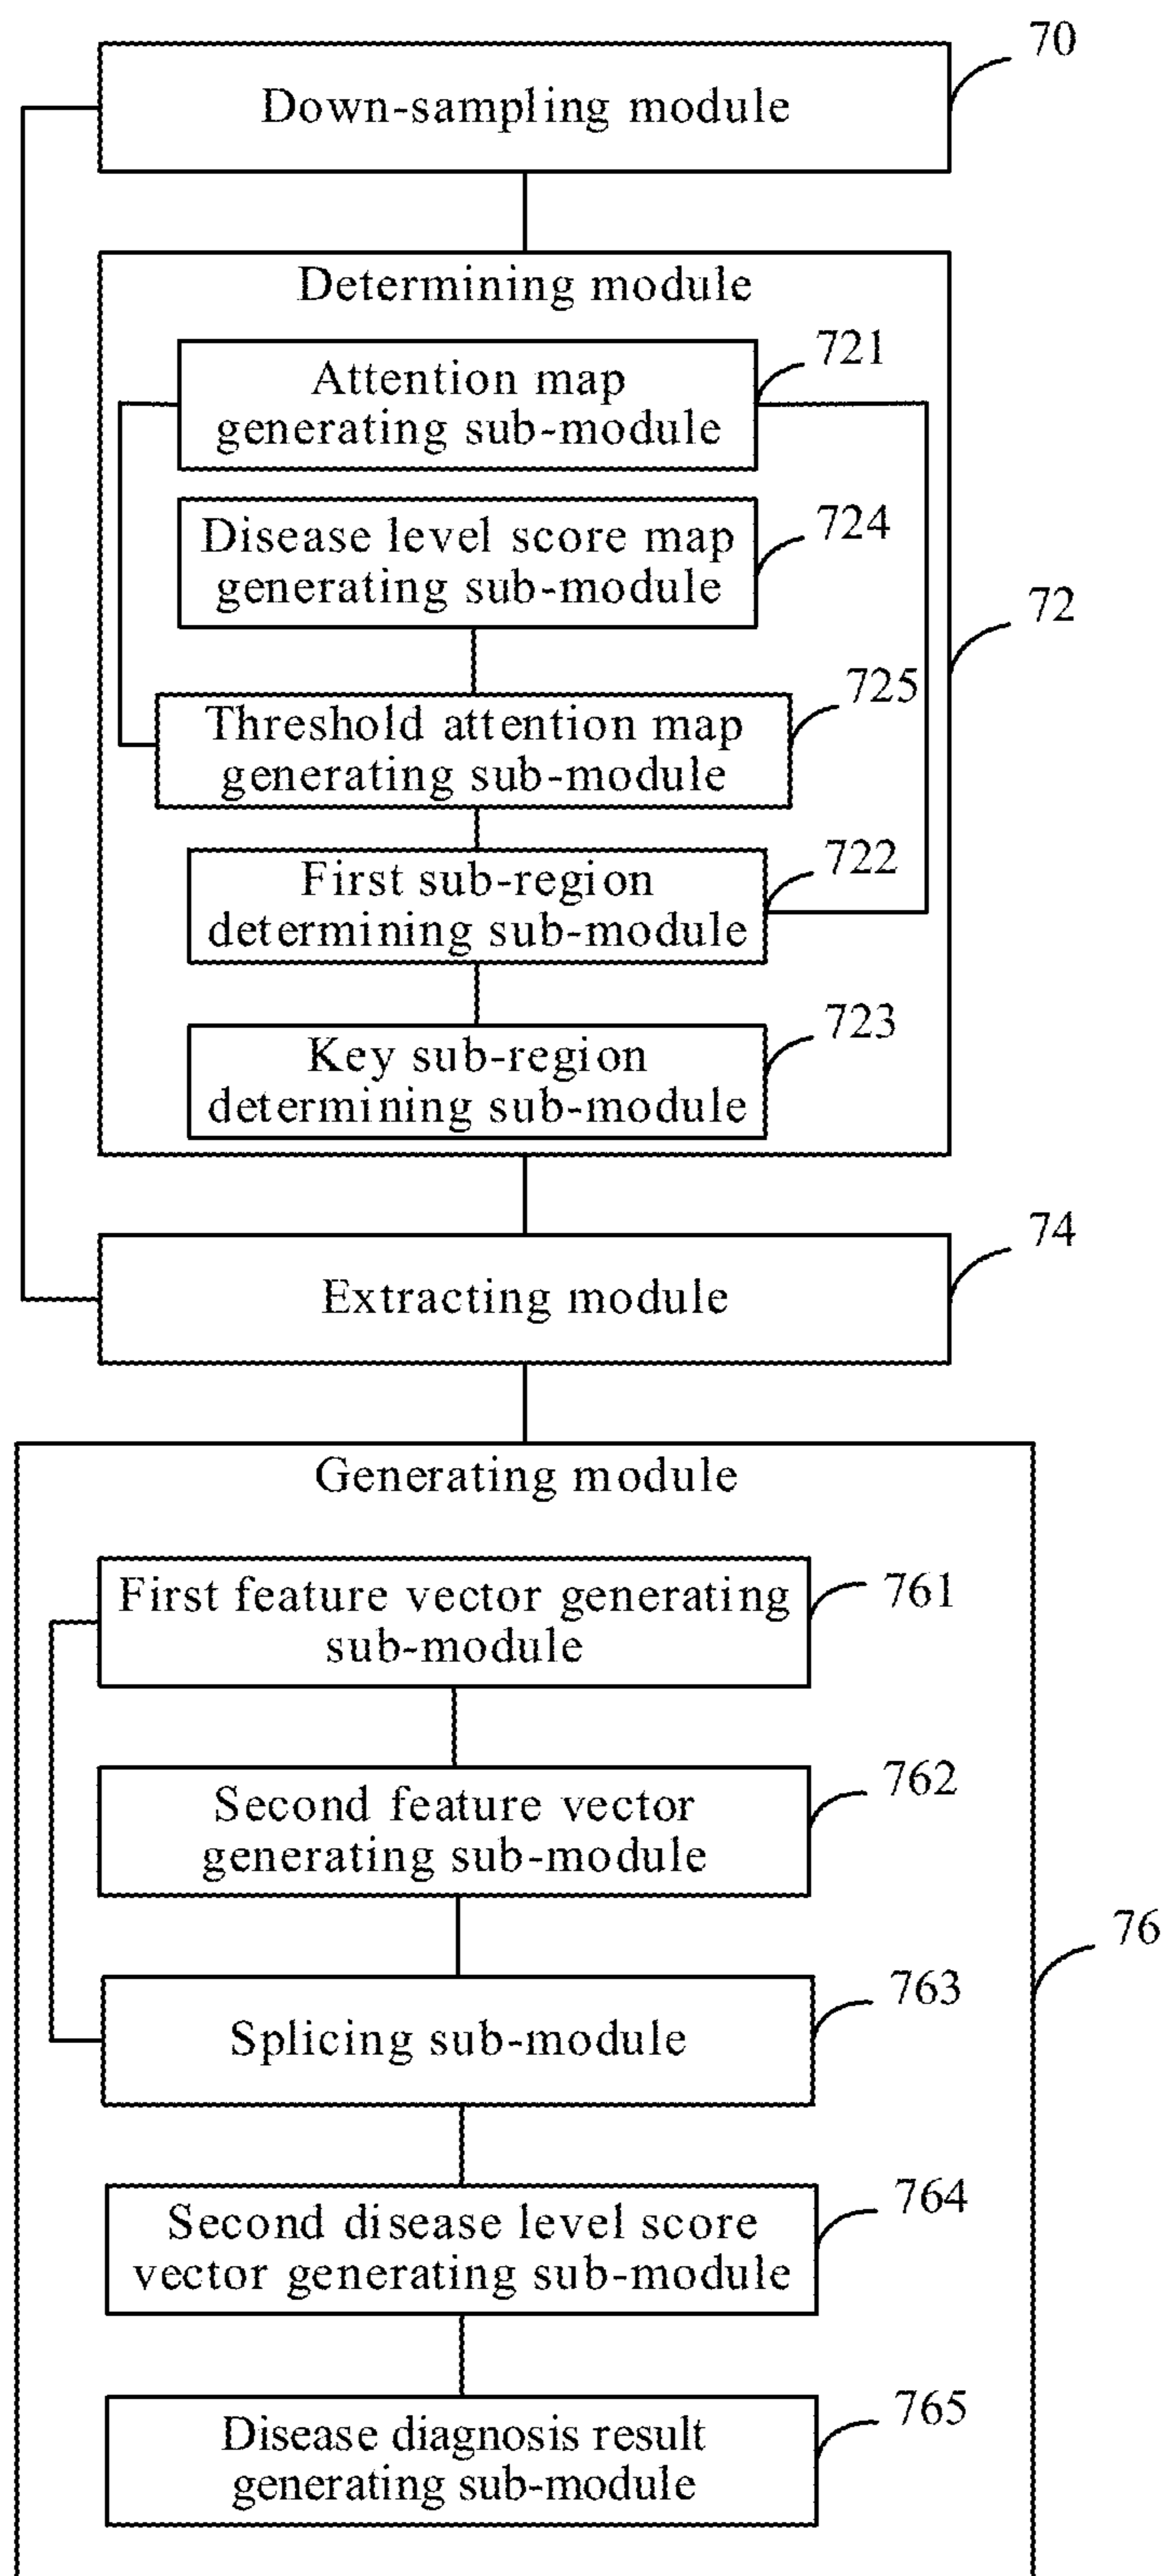 70
Down-sampling module
Determining module
721
Attention map
generating sub-module
724
Disease level score map
generating sub-module
72
725
Threshold attention map
generating sub-module
722
First sub-region
determining sub-module
723
Key sub-region
determining sub-module
74
Extracting module
Generating module
761
First feature vector generating
sub-module
762
Second feature vector
generating sub-module
76
763
Splicing sub-module
764
Second disease level score
vector generating sub-module
765
Disease diagnosis result
generating sub-module